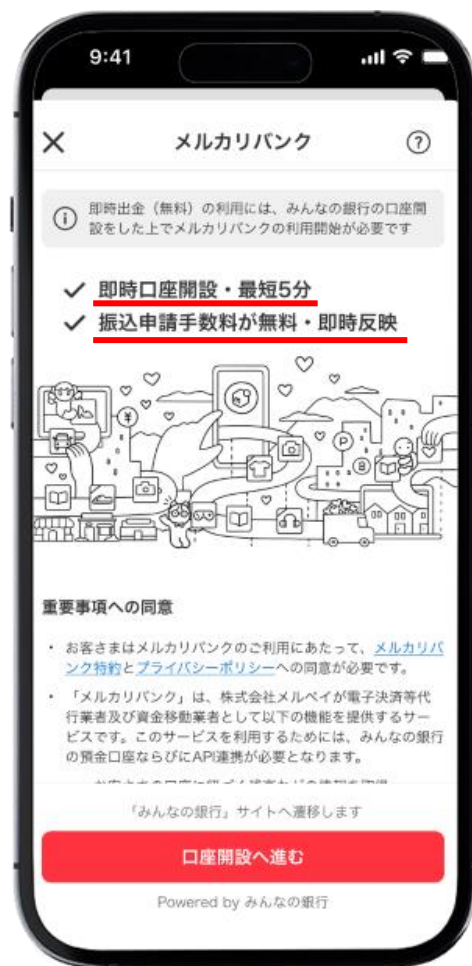 9:41
メルカリバンク
?
即時出金（無料）の利用には、みんなの銀行の口座開
設をした上でメルカリバンクの利用開始が必要です
即時口座開設・最短5分
振込申請手数料が無料・即時反映
¥
P
B
重要事項への同意
・ お客さまはメルカリバンクのご利用にあたって、メルカリバ
ンク特約とプライバシーポリシーへの同意が必要です。
・ 「メルカリバンク」は、株式会社メルペイが電子決済等代
行業者及び資金移動業者として以下の機能を提供するサー
ビスです。このサービスを利用するためには、みんなの銀行
の預金口座ならびにAPI連携が必要となります。
「みんなの銀行」サイトへ遷移します
口座開設へ進む
Powered by みんなの銀行